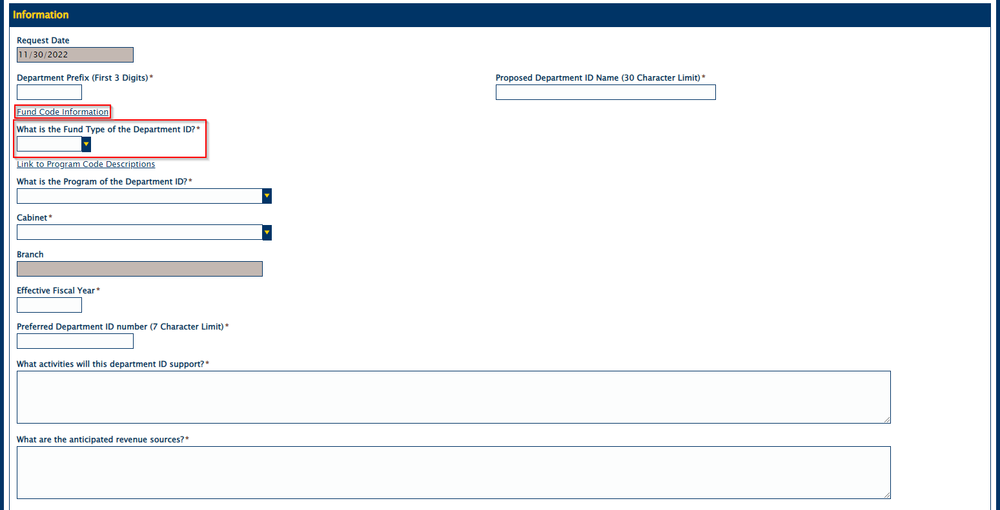 Information
Request Date
11/30/2022
Department Prefix (First 3 Digits)*
Proposed Department ID Name (30 Character Limit)*
Fund Code Information
What is the Fund Type of the Department ID?*
Link to Program Code Descriptions
What is the Program of the Department ID?*
Cabinet*
Branch
Effective Fiscal Year*
Preferred Department ID number (7 Character Limit)*
What activities will this department ID support?*
What are the anticipated revenue sources?*